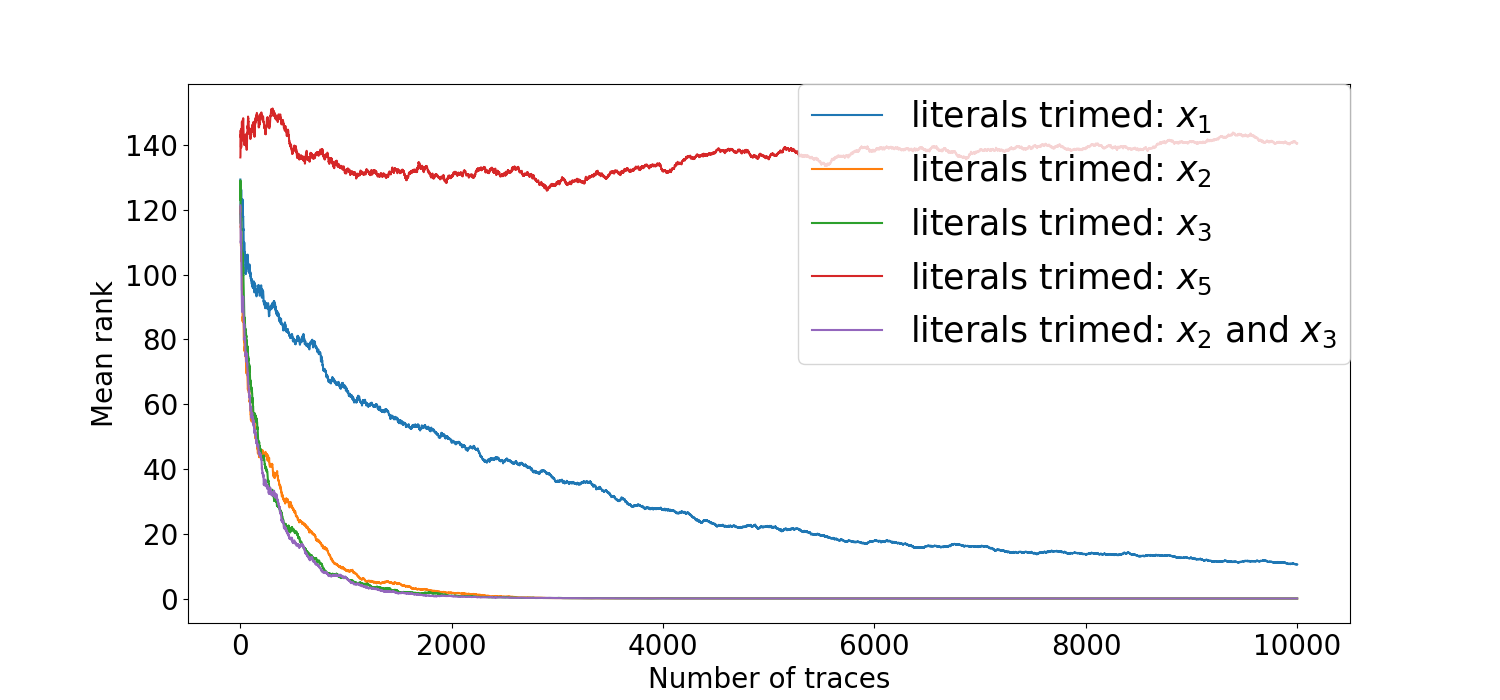 140
120
100
80
60
40
20
0
Mean rank
literals trimed: x₁
literals trimed: x₂
literals trimed: x₃
literals trimed: x₅
literals trimed: x₂ and x₃
0 2000 4000 6000 8000 10000
Number of traces